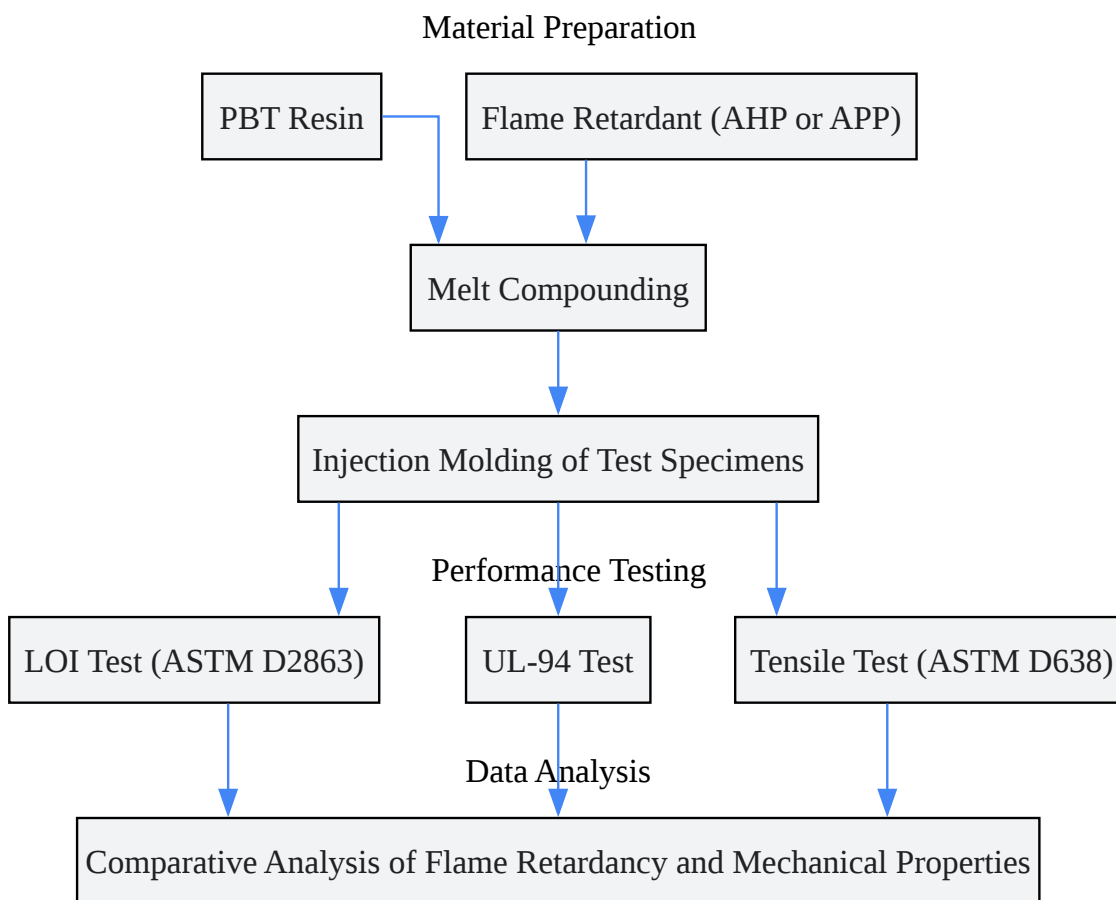 Material Preparation
PBT Resin
Flame Retardant (AHP or APP)
Melt Compounding
Injection Molding of Test Specimens
Performance Testing
LOI Test (ASTM D2863)
UL-94 Test
Tensile Test (ASTM D638)
Data Analysis
Comparative Analysis of Flame Retardancy and Mechanical Properties